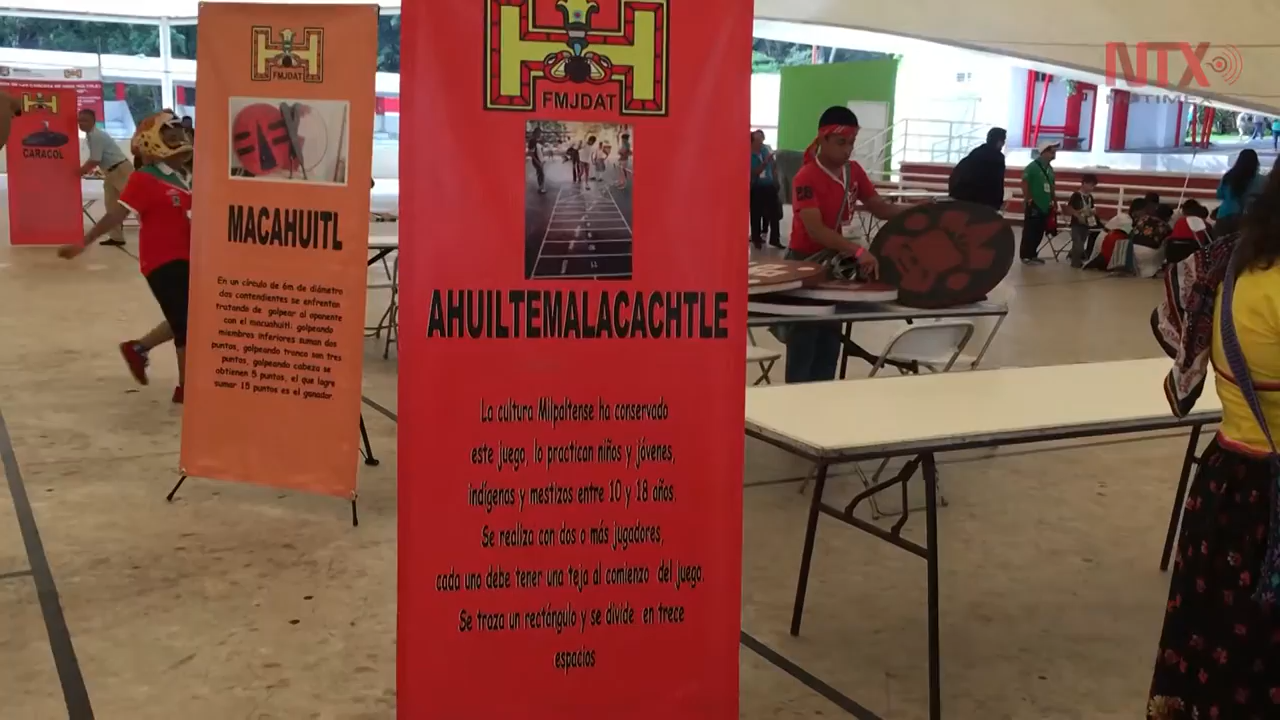 NTX
NOTIMEX
FMJDAT
CARACOL
FMJDAT
MACAHUITL
En un círculo de 6m de diámetro
dos contendientes se enfrentan
tratando de golpear al oponente
con el macuahuitl. golpeando
miembros inferiores suman dos
puntos, golpeando tronco son tres
puntos, golpeando cabeza se
obtienen 5 puntos, el que logre
sumar 15 puntos es el ganador.
FMJDAT
AHUILTEMALACACHTLE
La cultura Milpaltense ha conservado
este juego, lo practican niños y jóvenes,
indígenas y mestizos entre 10 y 18 años.
Se realiza con dos o más jugadores,
cada uno debe tener una teja al comienzo del juego.
Se traza un rectángulo y se divide en trece
espacios